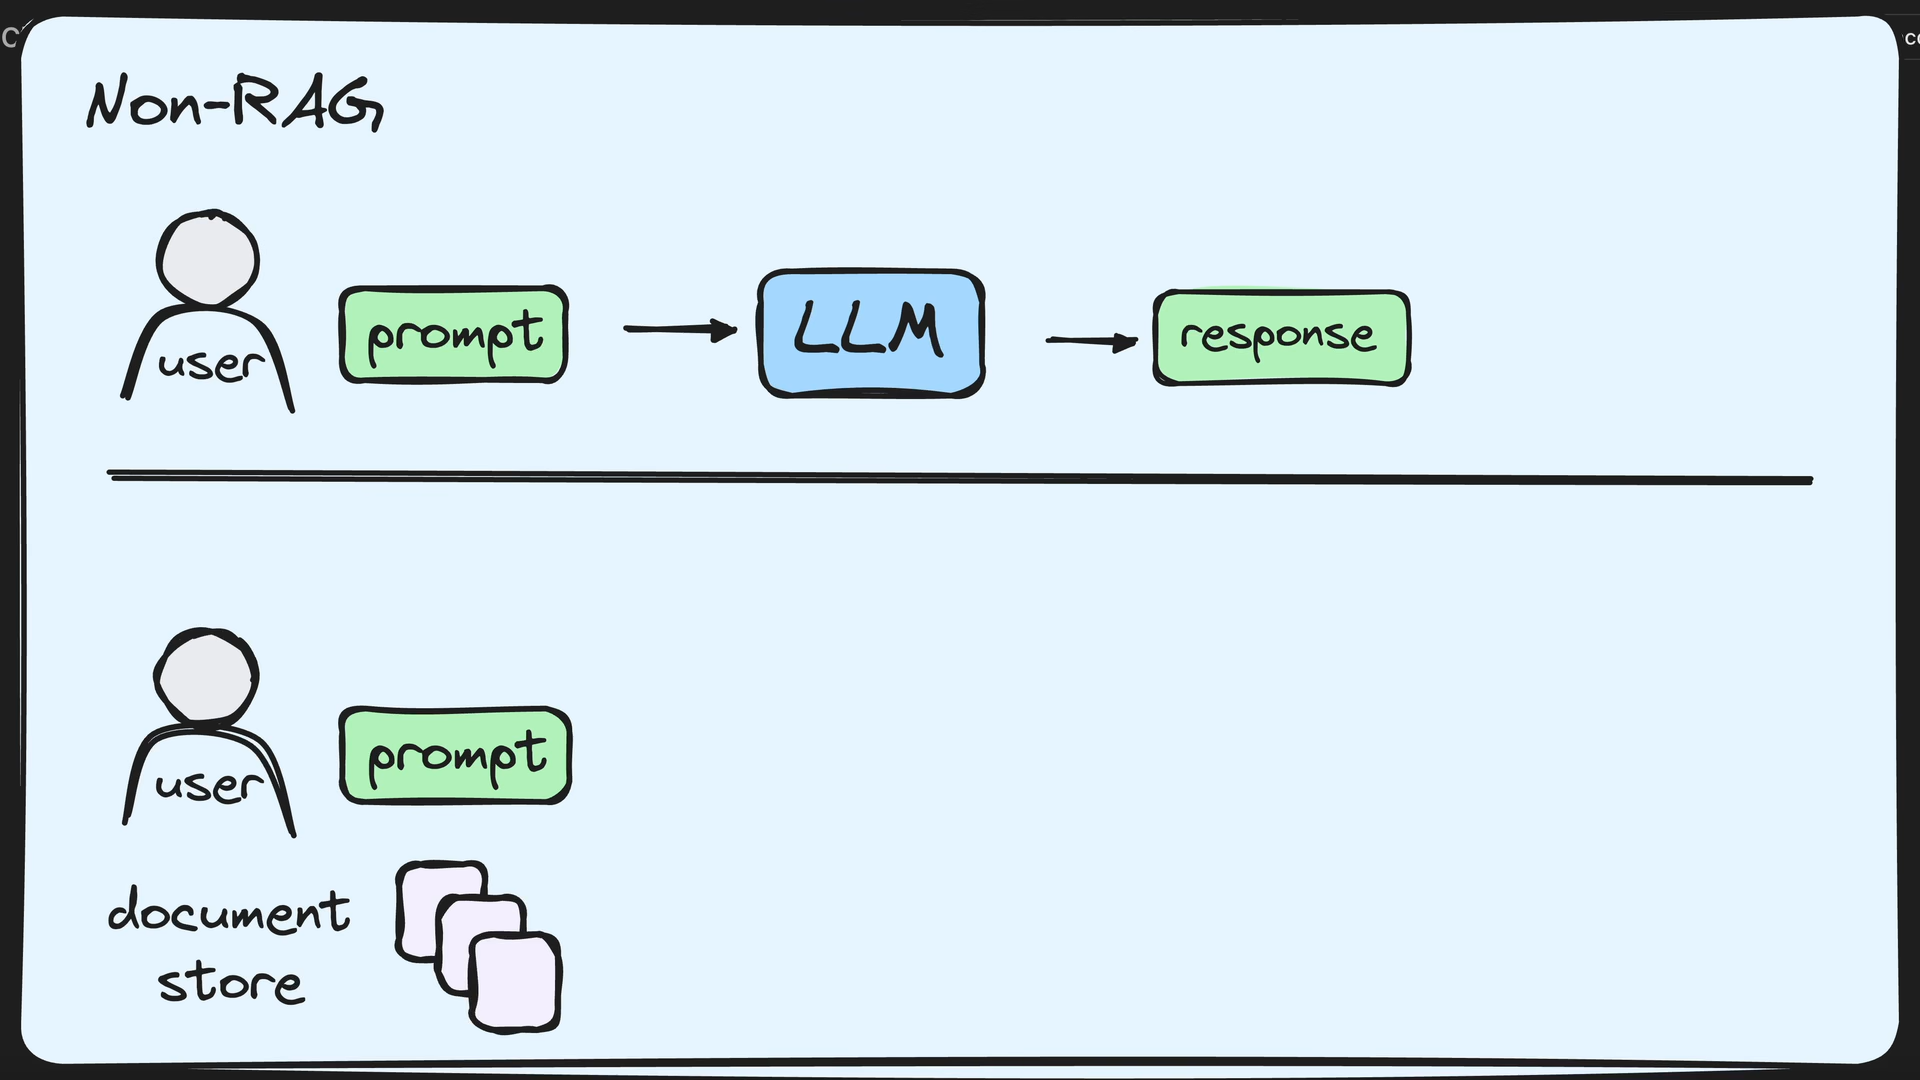 Non-RAG
user
prompt
LLM
response
user
prompt
document
store